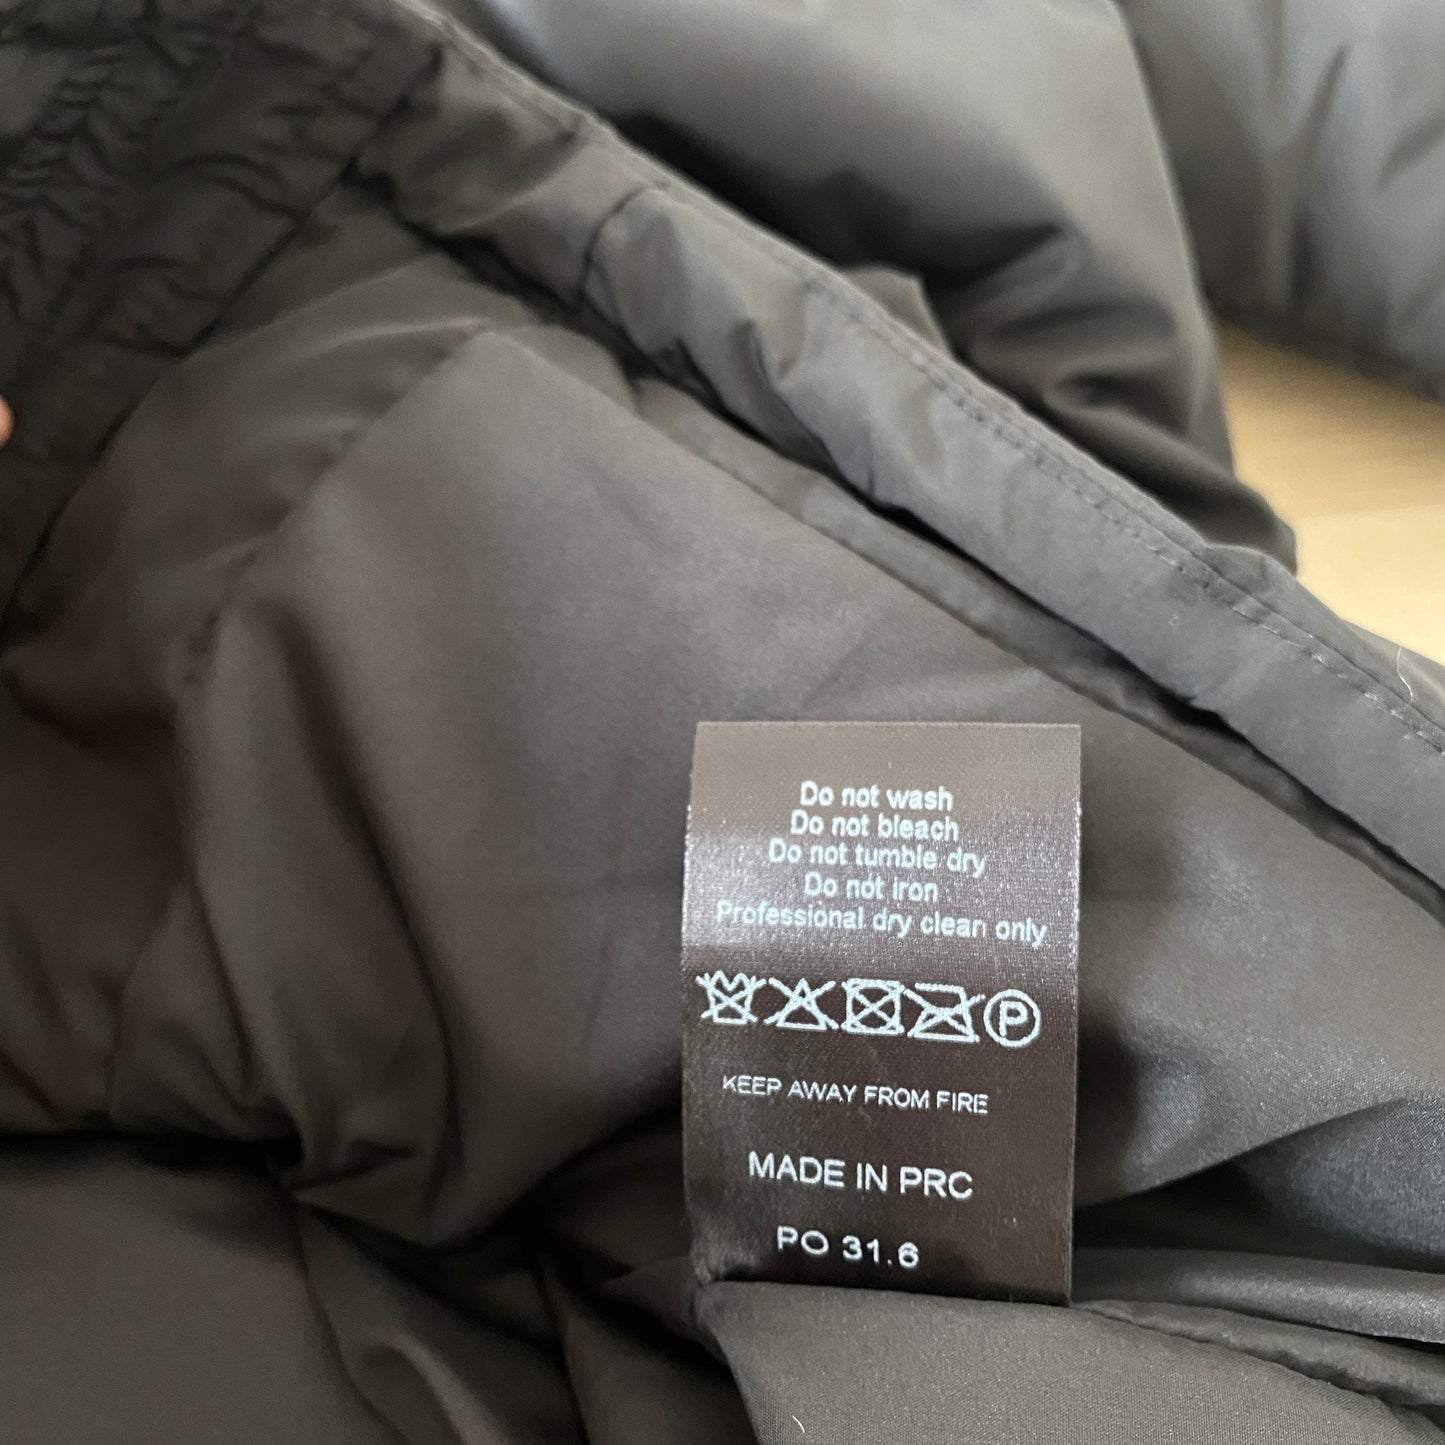 Do not wash
Do not bleach
Do not tumble dry
Do not iron
Professional dry clean only
P
KEEP AWAY FROM FIRE
MADE IN PRC
PO 31.6